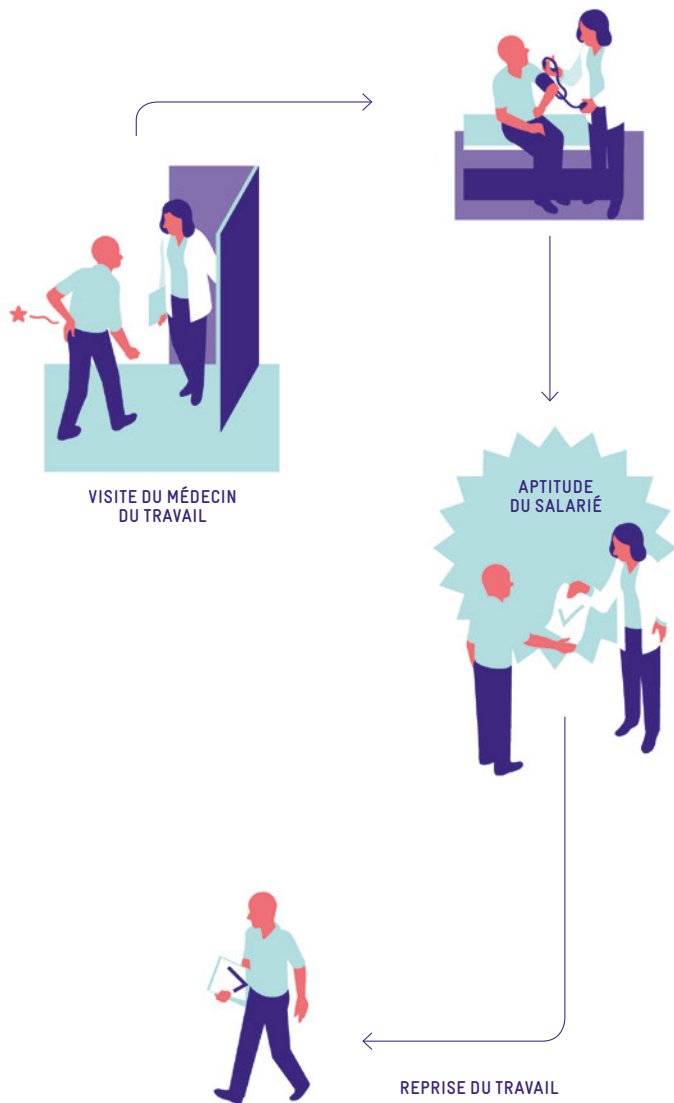 VISITE DU MÉDECIN
DU TRAVAIL
APTITUDE
DU SALARIÉ
REPRISE DU TRAVAIL